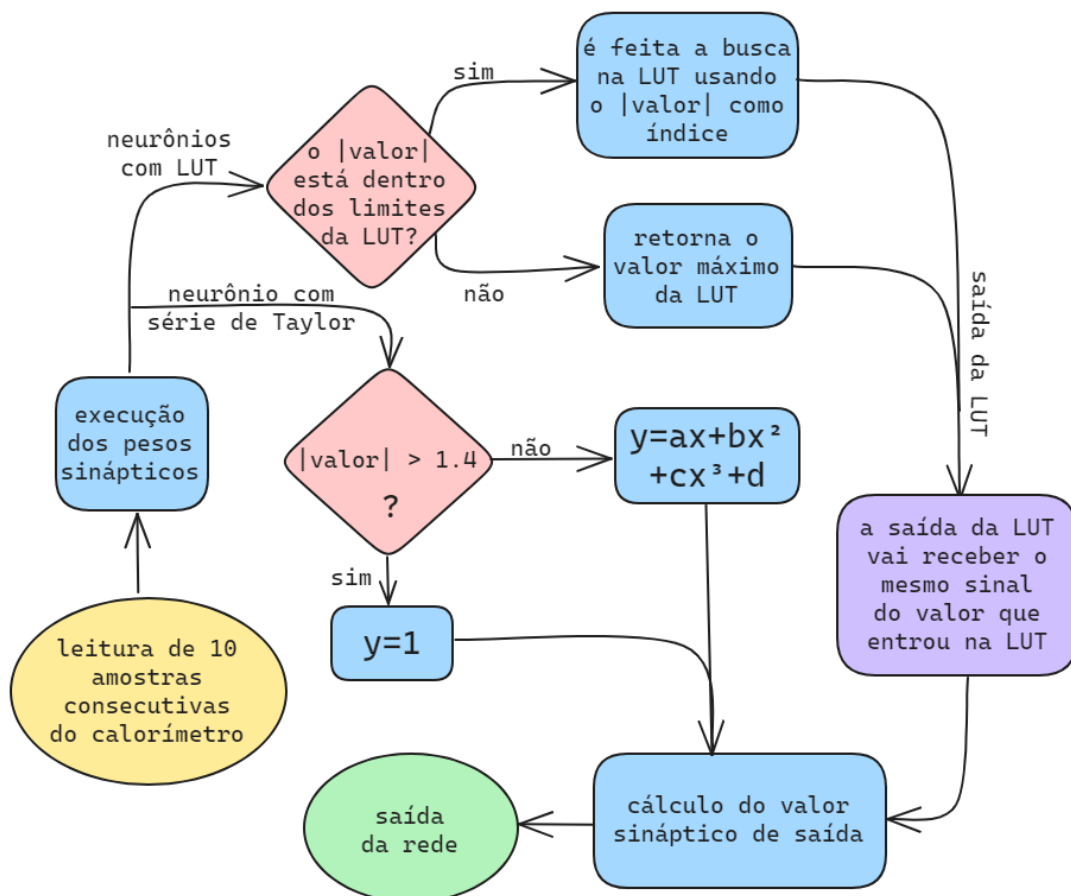 é feita a busca
na LUT usando
o |valor| como
índice
sim
neurônios
com LUT
o |valor|
está dentro
dos limites
da LUT?
retorna o
valor máximo
da LUT
não
saída da LUT
neurônio com
série de Taylor
execução
dos pesos
sinápticos
|valor| > 1.4
?
não
y=ax+bx²
+cx³+d
sim
y=1
a saída da LUT
vai receber o
mesmo sinal
do valor que
entrou na LUT
leitura de 10
amostras
consecutivas
do calorímetro
cálculo do valor
sináptico de saída
saída
da rede